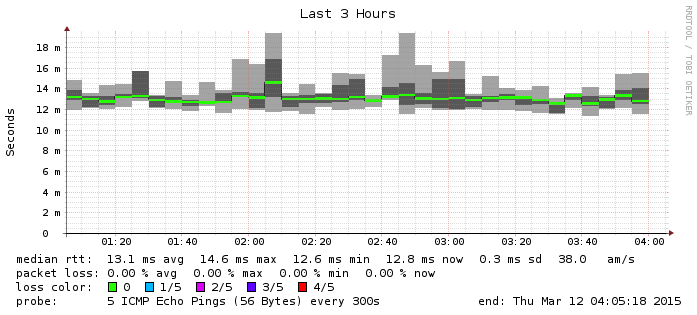 Last 3 Hours
RRDTOOL / TOBI OETIKER
Seconds
18 m
16 m
14 m
12 m
10 m
8 m
6 m
4 m
2 m
0
01:20 01:40 02:00 02:20 02:40 03:00 03:20 03:40 04:00
median rtt: 13.1 ms avg 14.6 ms max 12.6 ms min 12.8 ms now 0.3 ms sd 38.0 am/s
packet loss: 0.00 % avg 0.00 % max 0.00 % min 0.00 % now
loss color: 0 1/5 2/5 3/5 4/5
probe: 5 ICMP Echo Pings (56 Bytes) every 300s end: Thu Mar 12 04:05:18 2015